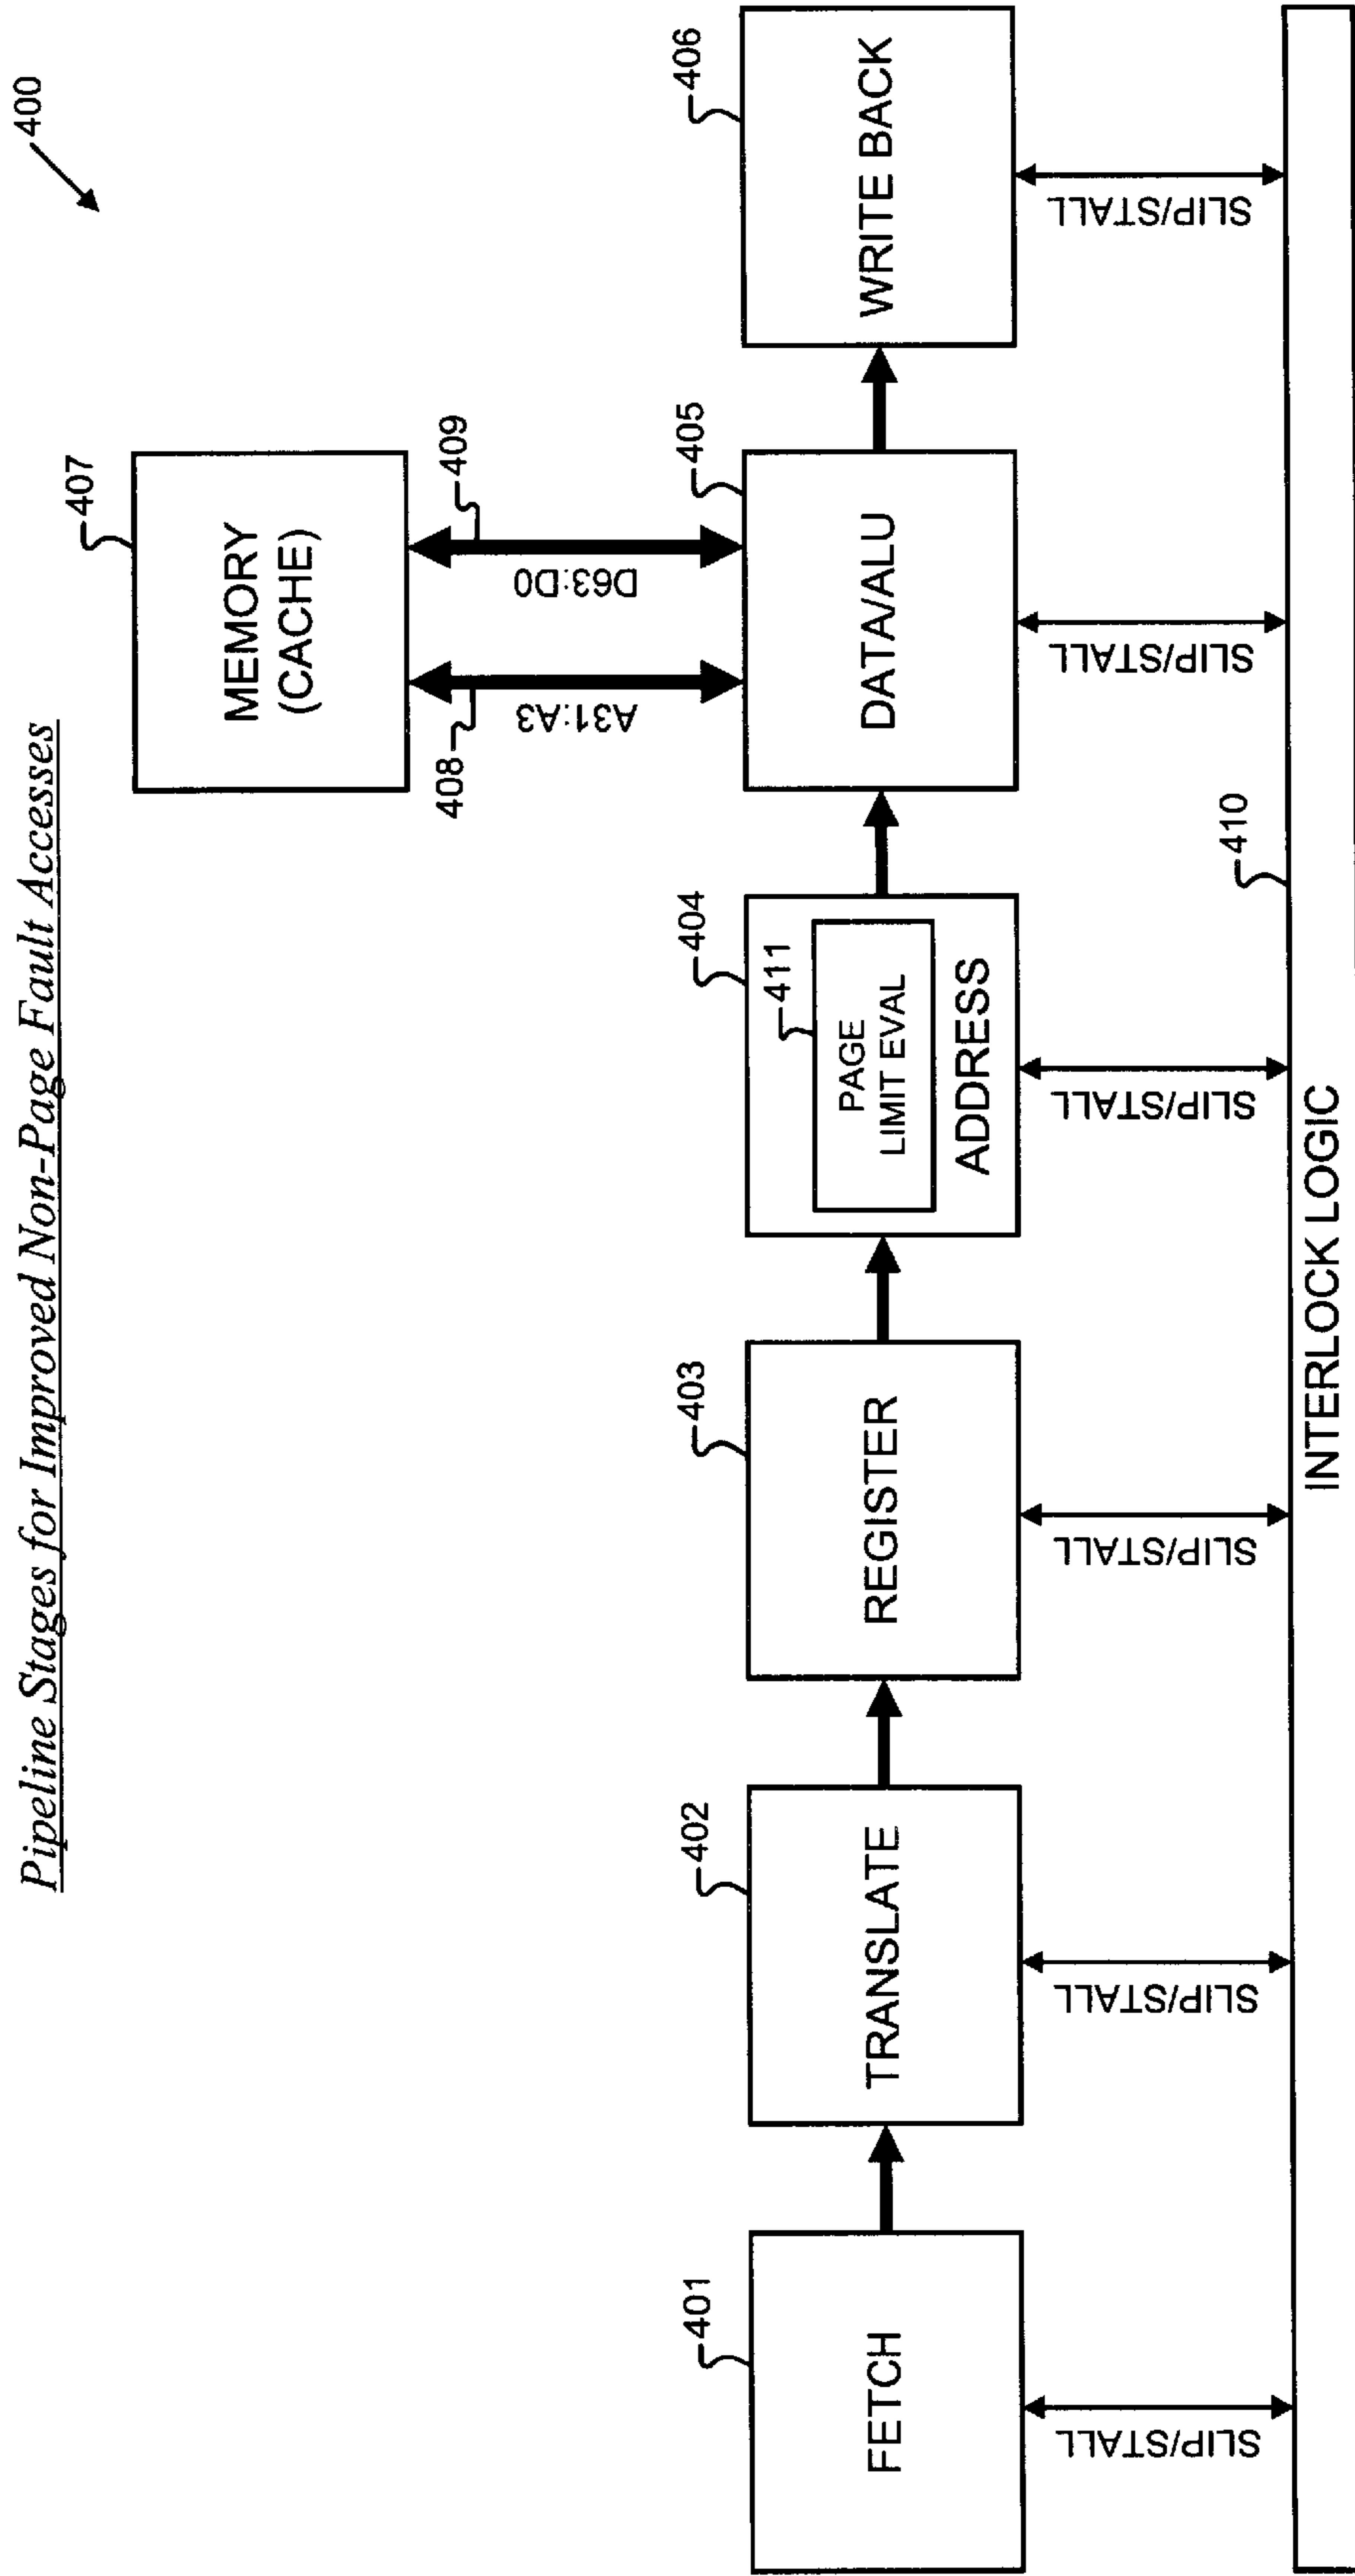 Pipeline Stages for Improved Non-Page Fault Accesses
400
407
MEMORY
(CACHE)
408
A31:A3
D63:D0
409
401
FETCH
402
TRANSLATE
403
REGISTER
404
411
PAGE
LIMIT EVAL
ADDRESS
405
DATA/ALU
406
WRITE BACK
SLIP/STALL
SLIP/STALL
SLIP/STALL
SLIP/STALL
SLIP/STALL
SLIP/STALL
410
INTERLOCK LOGIC